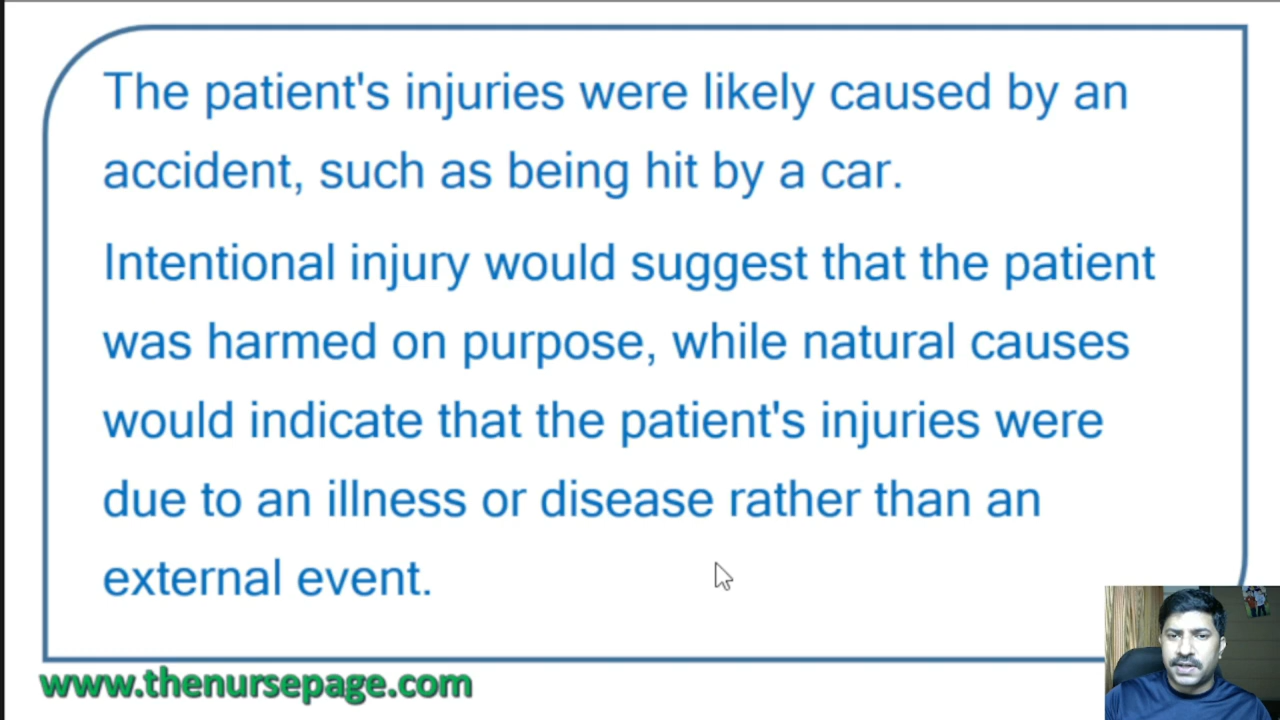 The patient's injuries were likely caused by an
accident, such as being hit by a car.
Intentional injury would suggest that the patient
was harmed on purpose, while natural causes
would indicate that the patient's injuries were
due to an illness or disease rather than an
external event.
www.thenursepage.com